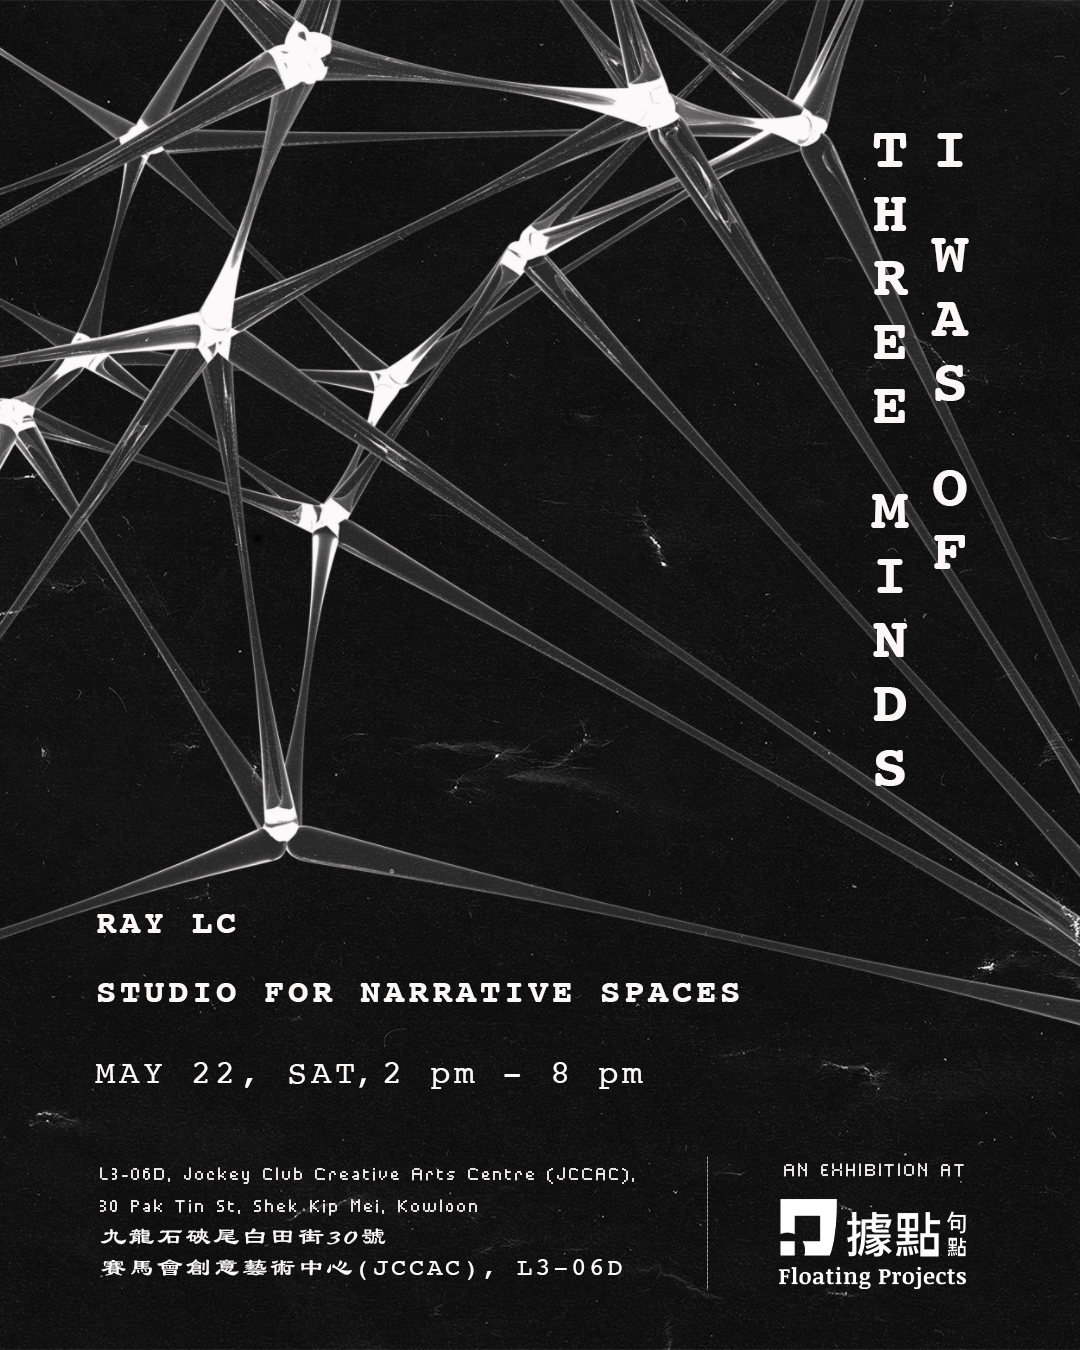 I WAS OF
THREE MINDS
RAY LC
STUDIO FOR NARRATIVE SPACES
MAY 22, SAT, 2 pm – 8 pm
L3-06D, Jockey Club Creative Arts Centre (JCCAC),
30 Pak Tin St, Shek Kip Mei, Kowloon
九龍石硤尾白田街30號
賽馬會創意藝術中心(JCCAC), L3-06D
AN EXHIBITION AT
據點句點
Floating Projects